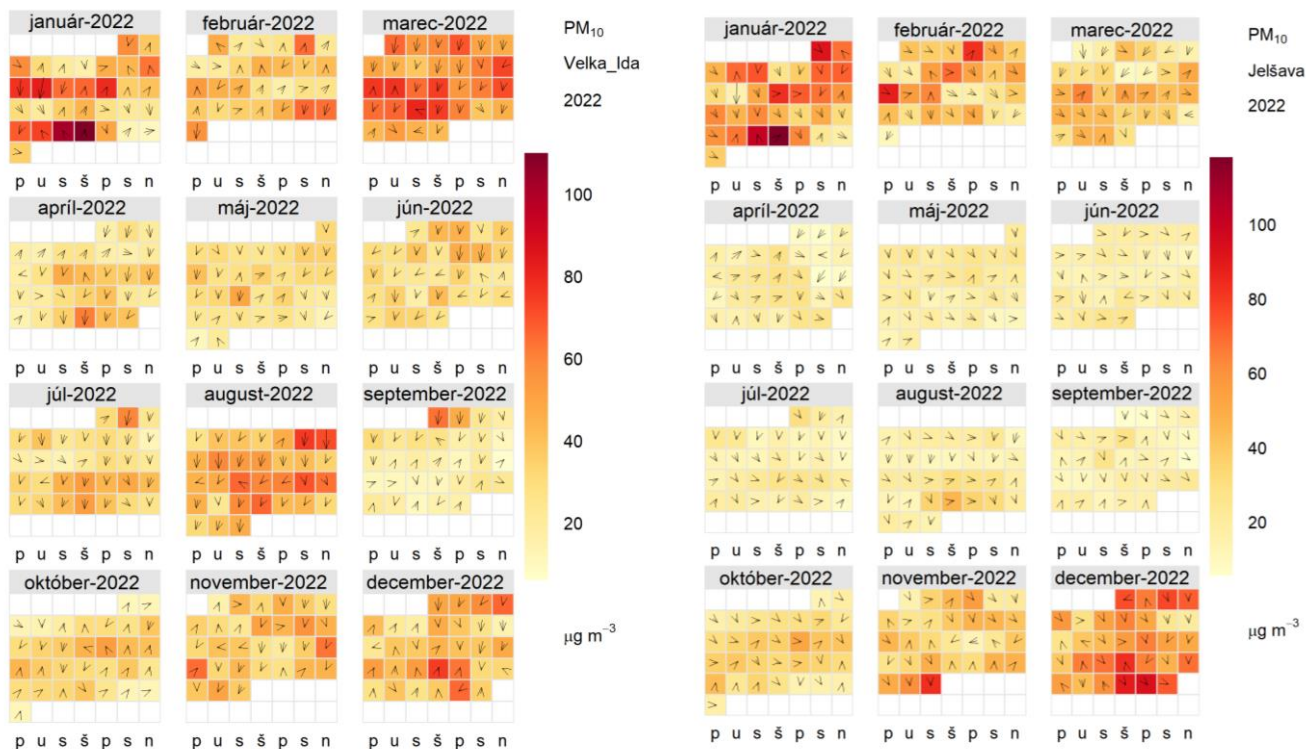 január-2022 február-2022 marec-2022
PM₁₀
Velka_Ida
2022
p u s š p s n p u s š p s n p u s š p s n
apríl-2022 máj-2022 jún-2022
p u s š p s n p u s š p s n p u s š p s n
júl-2022 august-2022 september-2022
p u s š p s n p u s š p s n p u s š p s n
október-2022 november-2022 december-2022
p u s š p s n p u s š p s n p u s š p s n
100
80
60
40
20
µg m⁻³
január-2022 február-2022 marec-2022
PM₁₀
Jelšava
2022
p u s š p s n p u s š p s n p u s š p s n
apríl-2022 máj-2022 jún-2022
p u s š p s n p u s š p s n p u s š p s n
júl-2022 august-2022 september-2022
p u s š p s n p u s š p s n p u s š p s n
október-2022 november-2022 december-2022
p u s š p s n p u s š p s n p u s š p s n
100
80
60
40
20
µg m⁻³